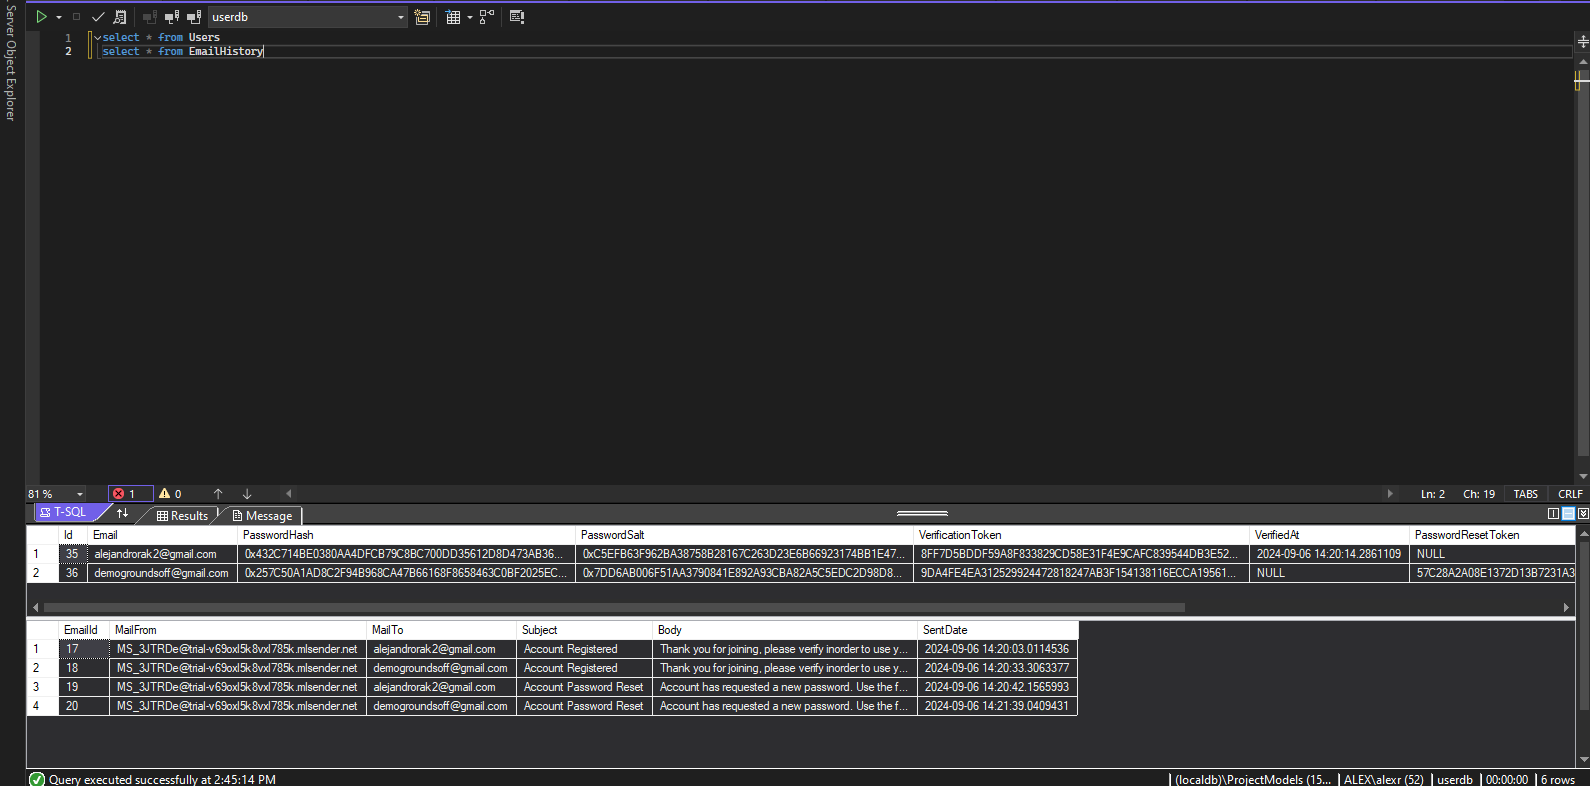 Server Object Explorer
userdb
1 select * from Users
2 select * from EmailHistory
81 % 1 0 Ln: 2 Ch: 19 TABS CRLF
T-SQL Results Message
Id Email PasswordHash PasswordSalt VerificationToken VerifiedAt PasswordResetToken
1 35 alejandrorak2@gmail.com 0x432C714BE0380AA4DFCB79C8BC700DD35612D8D473AB36... 0xC5EFB63F962BA38758B28167C263D23E6B66923174BB1E47... 8FF7D5BDDF59A8F833829CD58E31F4E9CAFC839544DB3E52... 2024-09-06 14:20:14.2861109 NULL
2 36 demogroundsoff@gmail.com 0x257C50A1AD8C2F94B968CA47B66168F8658463C0BF2025EC... 0x7DD6AB006F51AA3790841E892A93CBA82A5C5EDC2D98D8... 9DA4FE4EA312529924472818247AB3F154138116ECCA19561... NULL 57C28A2A08E1372D13B7231A3
EmailId MailFrom MailTo Subject Body SentDate
1 17 MS_3JTRDe@trial-v69oxl5k8vxl785k.mlsender.net alejandrorak2@gmail.com Account Registered Thank you for joining, please verify inorder to use y... 2024-09-06 14:20:03.0114536
2 18 MS_3JTRDe@trial-v69oxl5k8vxl785k.mlsender.net demogroundsoff@gmail.com Account Registered Thank you for joining, please verify inorder to use y... 2024-09-06 14:20:33.3063377
3 19 MS_3JTRDe@trial-v69oxl5k8vxl785k.mlsender.net alejandrorak2@gmail.com Account Password Reset Account has requested a new password. Use the f... 2024-09-06 14:20:42.1565993
4 20 MS_3JTRDe@trial-v69oxl5k8vxl785k.mlsender.net demogroundsoff@gmail.com Account Password Reset Account has requested a new password. Use the f... 2024-09-06 14:21:39.0409431
Query executed successfully at 2:45:14 PM (localdb)\ProjectModels (15... ALEX\alexr (52) userdb 00:00:00 6 rows